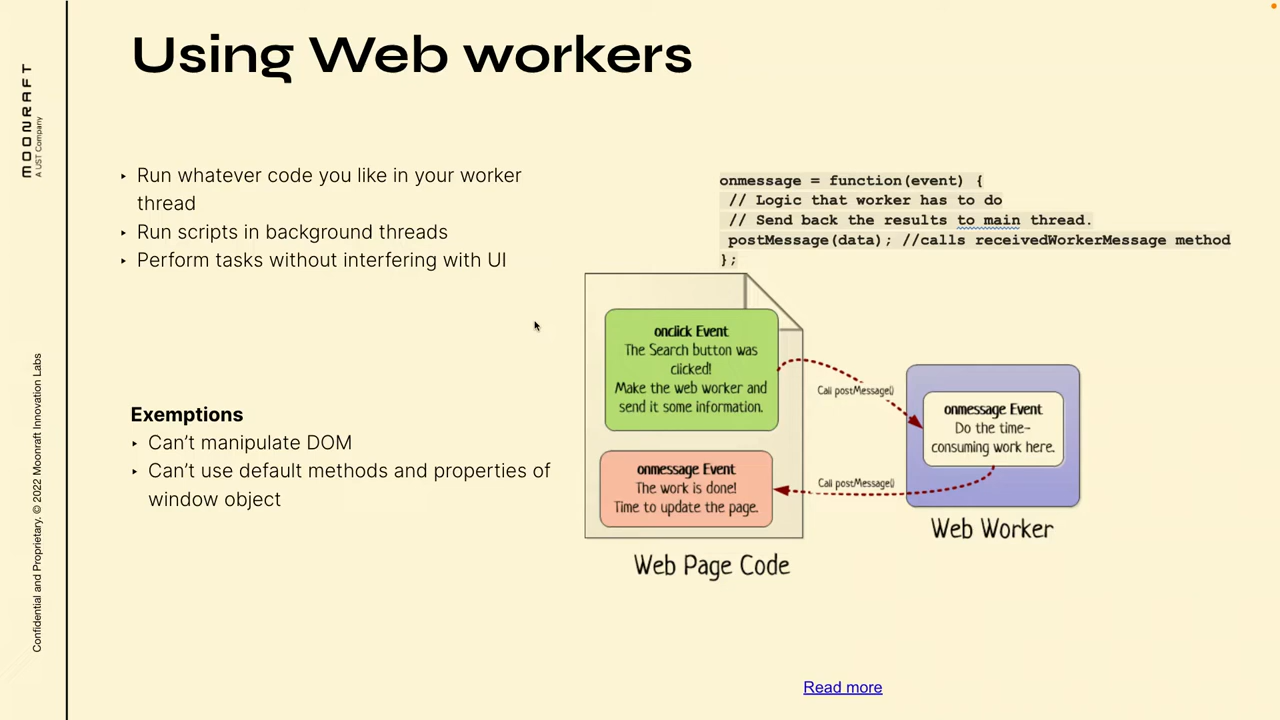 Using Web workers
MOONRAFT
A UST Company
Confidential and Proprietary. © 2022 Moonraft Innovation Labs
‣ Run whatever code you like in your worker
thread
‣ Run scripts in background threads
‣ Perform tasks without interfering with UI
Exemptions
‣ Can’t manipulate DOM
‣ Can’t use default methods and properties of
window object
onmessage = function(event) {
// Logic that worker has to do
// Send back the results to main thread.
postMessage(data); //calls receivedWorkerMessage method
};
onclick Event
The Search button was
clicked!
Make the web worker and
send it some information.
Call postMessage()
onmessage Event
Do the time-
consuming work here.
onmessage Event
The work is done!
Time to update the page.
Call postMessage()
Web Worker
Web Page Code
Read more